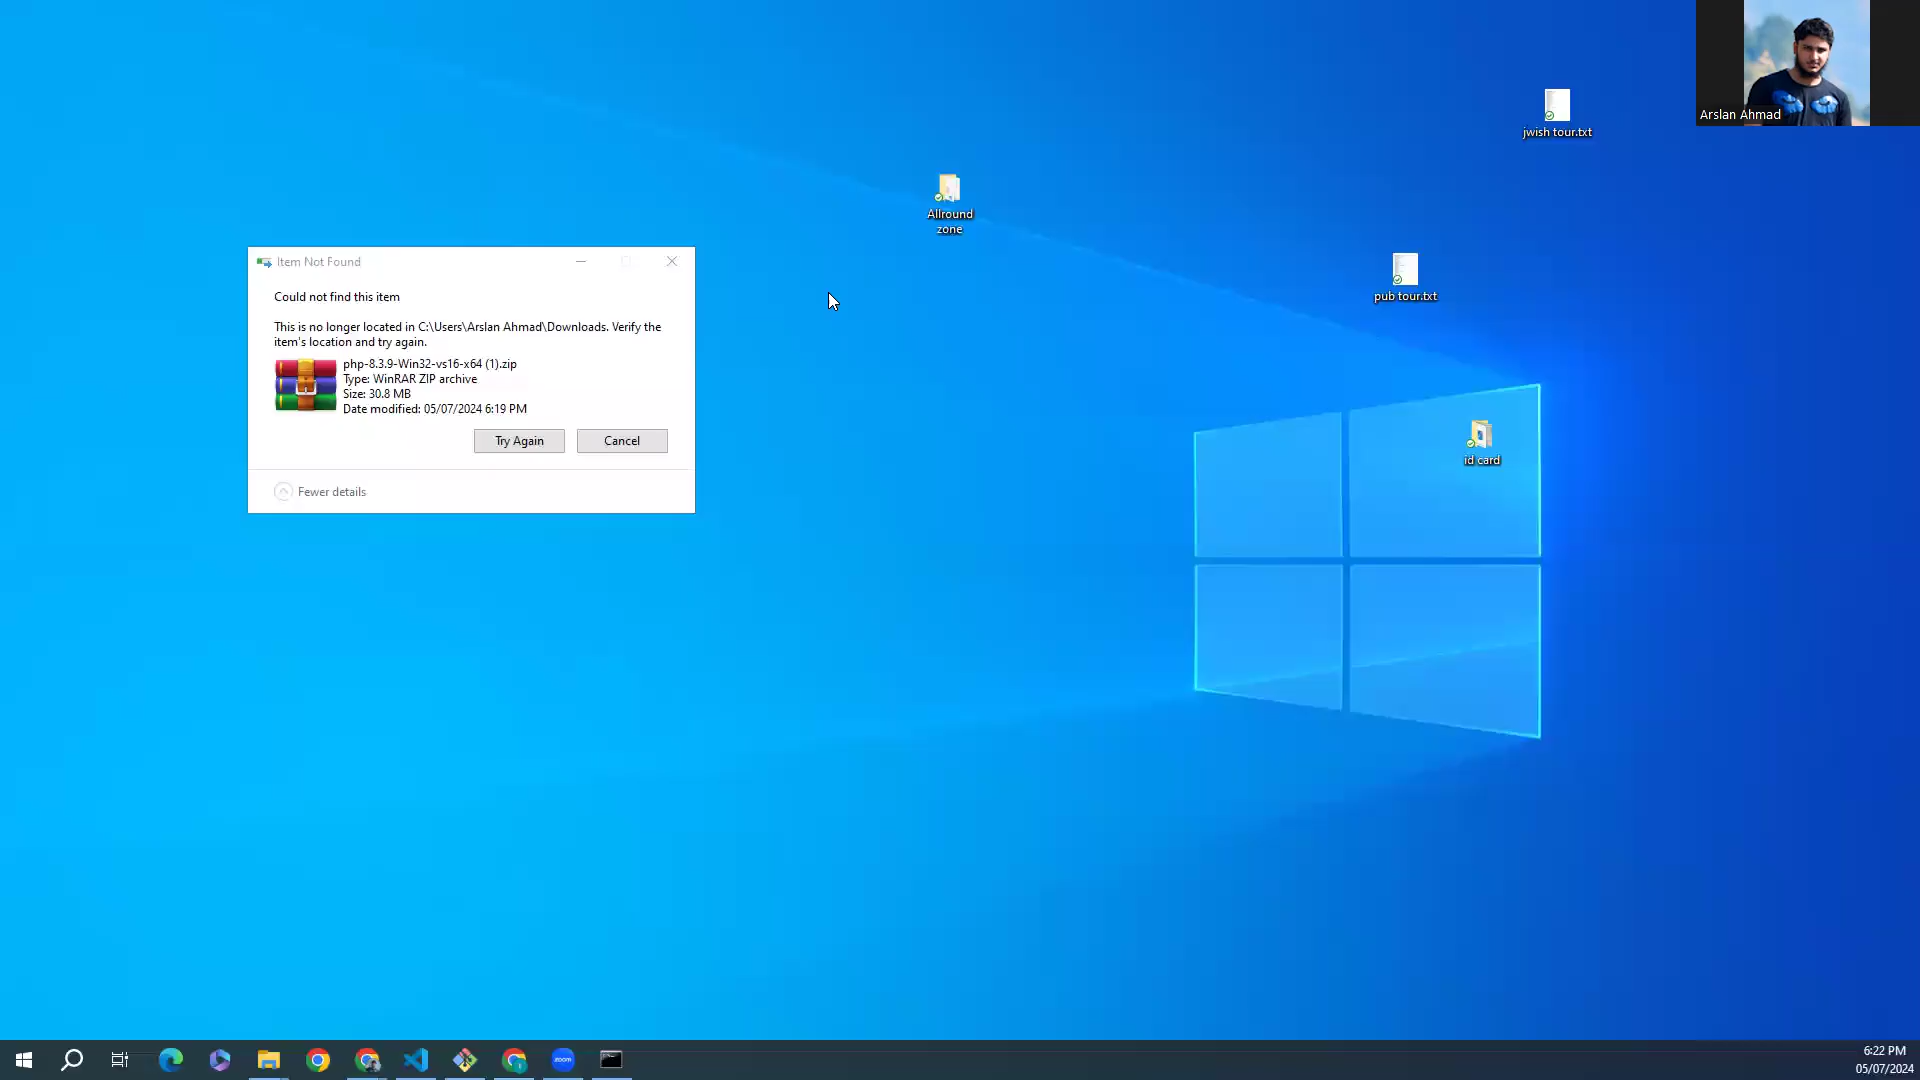 Arslan Ahmad
jwish tour.txt
Allround
zone
Item Not Found
Could not find this item
pub tour.txt
This is no longer located in C:\Users\Arslan Ahmad\Downloads. Verify the
item's location and try again.
php-8.3.9-Win32-vs16-x64 (1).zip
Type: WinRAR ZIP archive
Size: 30.8 MB
Date modified: 05/07/2024 6:19 PM
Try Again
Cancel
id card
Fewer details
zoom
6:22 PM
05/07/2024